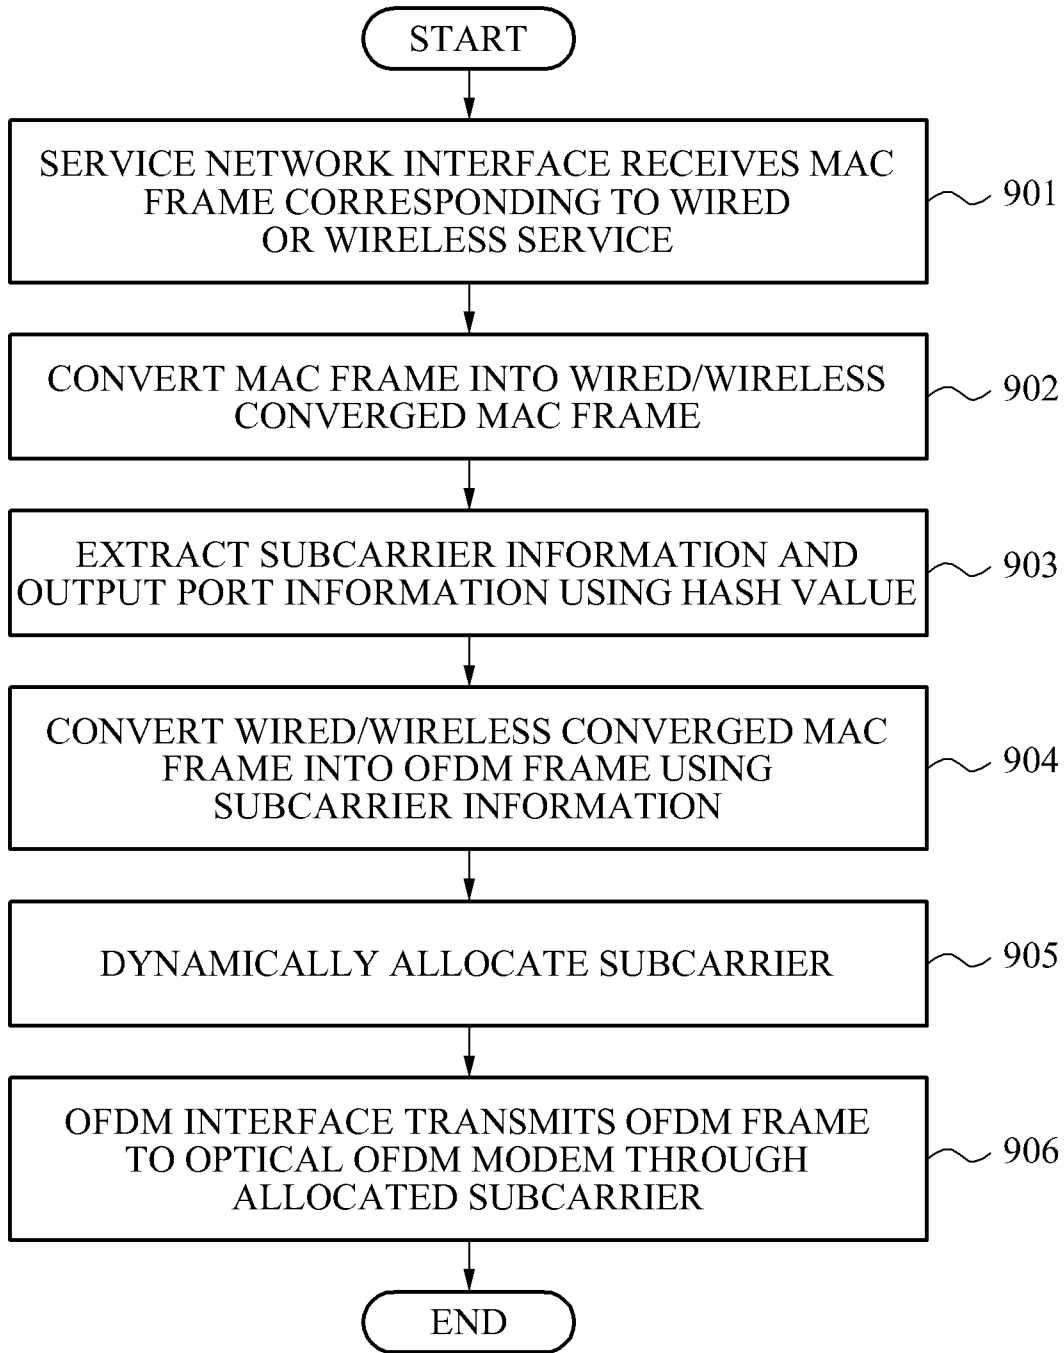 START
SERVICE NETWORK INTERFACE RECEIVES MAC
FRAME CORRESPONDING TO WIRED
OR WIRELESS SERVICE
901
CONVERT MAC FRAME INTO WIRED/WIRELESS
CONVERGED MAC FRAME
902
EXTRACT SUBCARRIER INFORMATION AND
OUTPUT PORT INFORMATION USING HASH VALUE
903
CONVERT WIRED/WIRELESS CONVERGED MAC
FRAME INTO OFDM FRAME USING
SUBCARRIER INFORMATION
904
DYNAMICALLY ALLOCATE SUBCARRIER
905
OFDM INTERFACE TRANSMITS OFDM FRAME
TO OPTICAL OFDM MODEM THROUGH
ALLOCATED SUBCARRIER
906
END